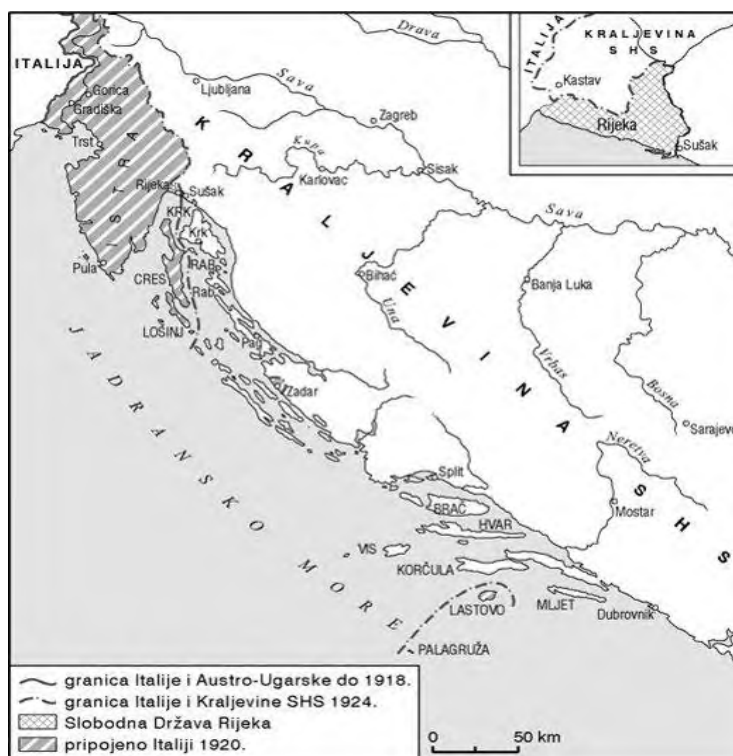 ITALIJA
Drava
Sava
Ljubljana
Gorica
Gradiška
Zagreb
Trst
ISTRA
Kupa
Karlovac
Sisak
KRALJEVINA SHS
Rijeka
Sušak
KRK
Krk
Sava
Pula
CRES
RAB
Rab
Bihać
Banja Luka
Una
LOŠINJ
Pag
Vrbas
Bosna
Zadar
Sarajevo
Neretva
JADRANSKO MORE
Split
Mostar
BRAČ
HVAR
VIS
KORČULA
LASTOVO
MLJET
Dubrovnik
PALAGRUŽA
ITALIJA
KRALJEVINA
SHS
Kastav
Rijeka
Sušak
granica Italije i Austro-Ugarske do 1918.
granica Italije i Kraljevine SHS 1924.
Slobodna Država Rijeka
pripojeno Italiji 1920.
0 50 km